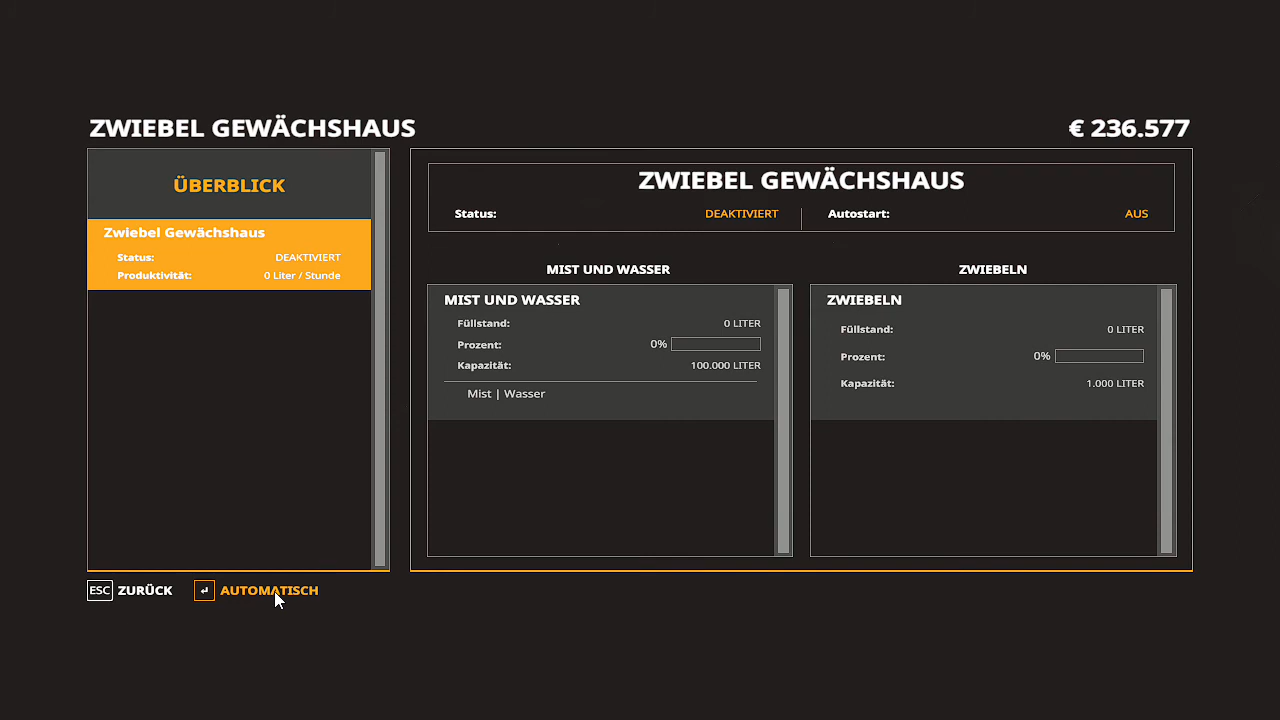 ZWIEBEL GEWÄCHSHAUS
€ 236.577
ÜBERBLICK
Zwiebel Gewächshaus
Status: DEAKTIVIERT
Produktivität: 0 Liter / Stunde
ZWIEBEL GEWÄCHSHAUS
Status: DEAKTIVIERT
Autostart: AUS
MIST UND WASSER
MIST UND WASSER
Füllstand: 0 LITER
Prozent: 0%
Kapazität: 100.000 LITER
Mist | Wasser
ZWIEBELN
ZWIEBELN
Füllstand: 0 LITER
Prozent: 0%
Kapazität: 1.000 LITER
ESC ZURÜCK
↵ AUTOMATISCH